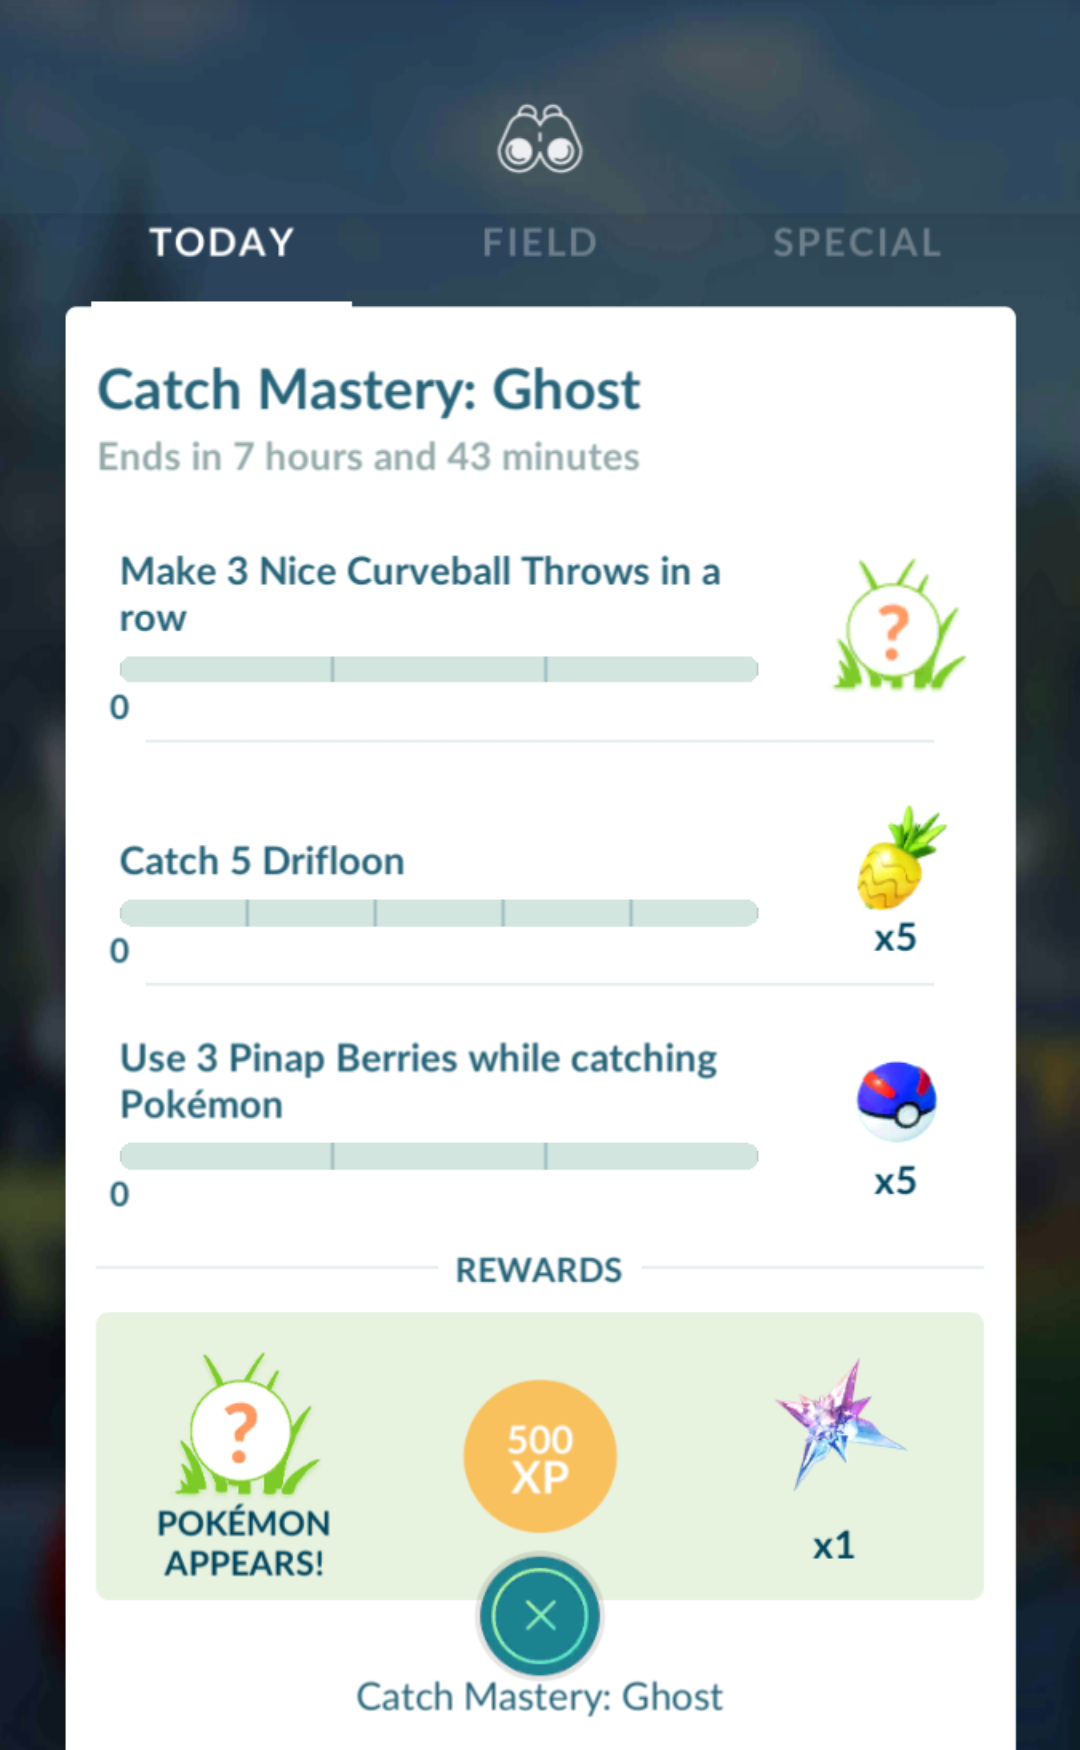 TODAY
FIELD
SPECIAL
Catch Mastery: Ghost
Ends in 7 hours and 43 minutes
Make 3 Nice Curveball Throws in a
row
?
0
Catch 5 Drifloon
0
x5
Use 3 Pinap Berries while catching
Pokémon
0
x5
REWARDS
?
POKÉMON
APPEARS!
500
XP
x1
Catch Mastery: Ghost